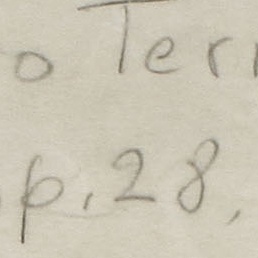 o Ter
p. 28,